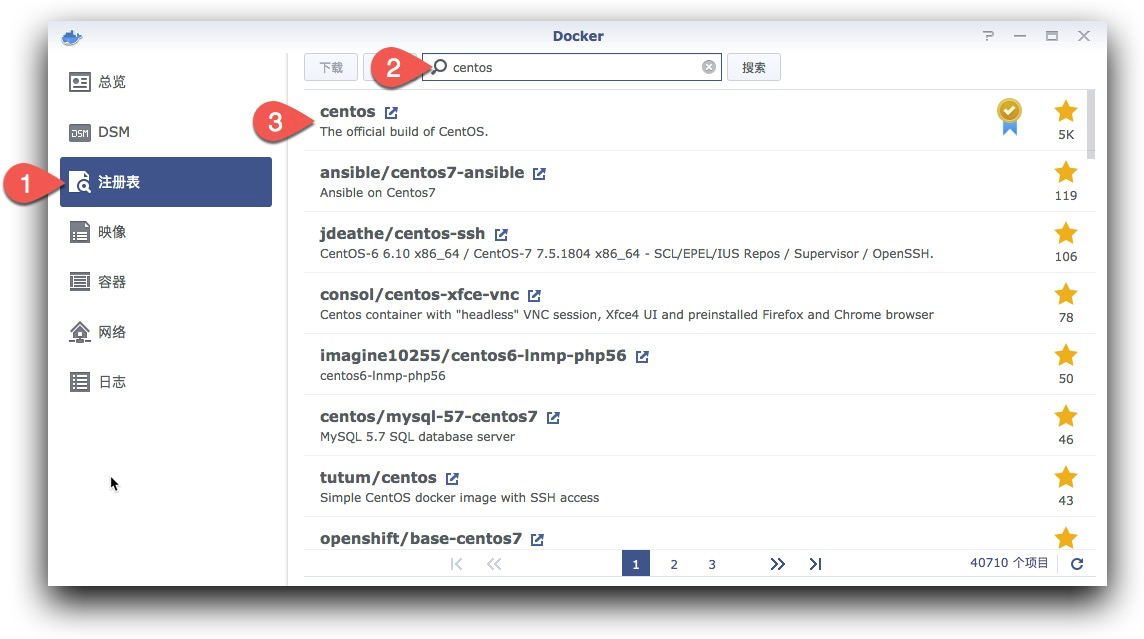 Docker
总览
DSM
注册表
映像
容器
网络
日志
1
下载
2
centos
搜索
3
centos
The official build of CentOS.
5K
ansible/centos7-ansible
Ansible on Centos7
119
jdeathe/centos-ssh
CentOS-6 6.10 x86_64 / CentOS-7 7.5.1804 x86_64 - SCL/EPEL/IUS Repos / Supervisor / OpenSSH.
106
consol/centos-xfce-vnc
Centos container with "headless" VNC session, Xfce4 UI and preinstalled Firefox and Chrome browser
78
imagine10255/centos6-lnmp-php56
centos6-lnmp-php56
50
centos/mysql-57-centos7
MySQL 5.7 SQL database server
46
tutum/centos
Simple CentOS docker image with SSH access
43
openshift/base-centos7
1 2 3
40710 个项目